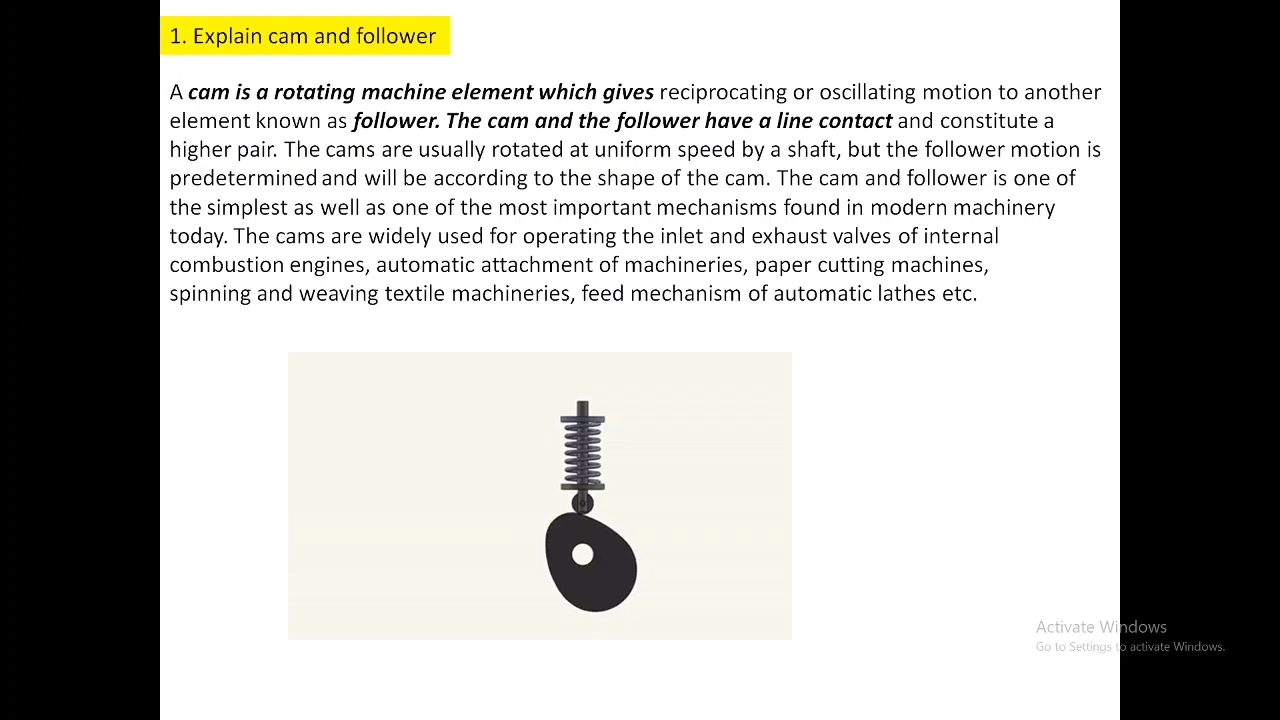 1. Explain cam and follower
A cam is a rotating machine element which gives reciprocating or oscillating motion to another
element known as follower. The cam and the follower have a line contact and constitute a
higher pair. The cams are usually rotated at uniform speed by a shaft, but the follower motion is
predetermined and will be according to the shape of the cam. The cam and follower is one of
the simplest as well as one of the most important mechanisms found in modern machinery
today. The cams are widely used for operating the inlet and exhaust valves of internal
combustion engines, automatic attachment of machineries, paper cutting machines,
spinning and weaving textile machineries, feed mechanism of automatic lathes etc.
Activate Windows
Go to Settings to activate Windows.